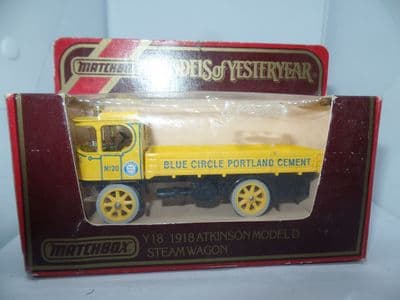 MATCHBOX MODELS of YESTERYEAR
BLUE CIRCLE PORTLAND CEMENT
Nº20
MATCHBOX
Y18 1918 ATKINSON MODEL D
STEAM WAGON